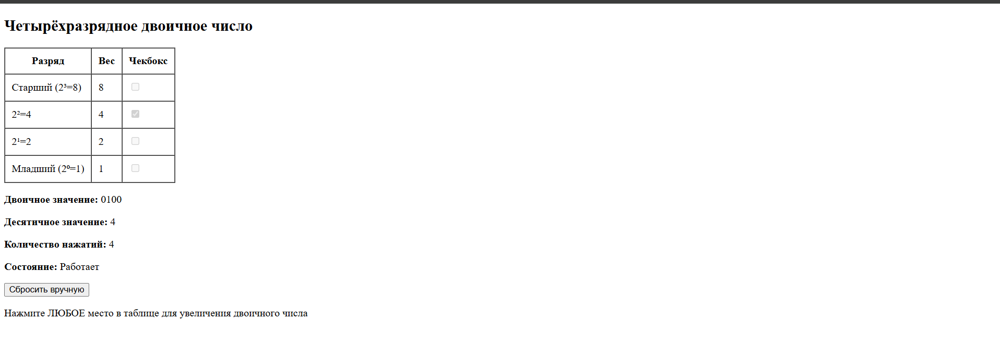 Четырёхразрядное двоичное число
Разряд Вес Чекбокс
Старший (2³=8) 8
2²=4 4
2¹=2 2
Младший (2⁰=1) 1
Двоичное значение: 0100
Десятичное значение: 4
Количество нажатий: 4
Состояние: Работает
Сбросить вручную
Нажмите ЛЮБОЕ место в таблице для увеличения двоичного числа